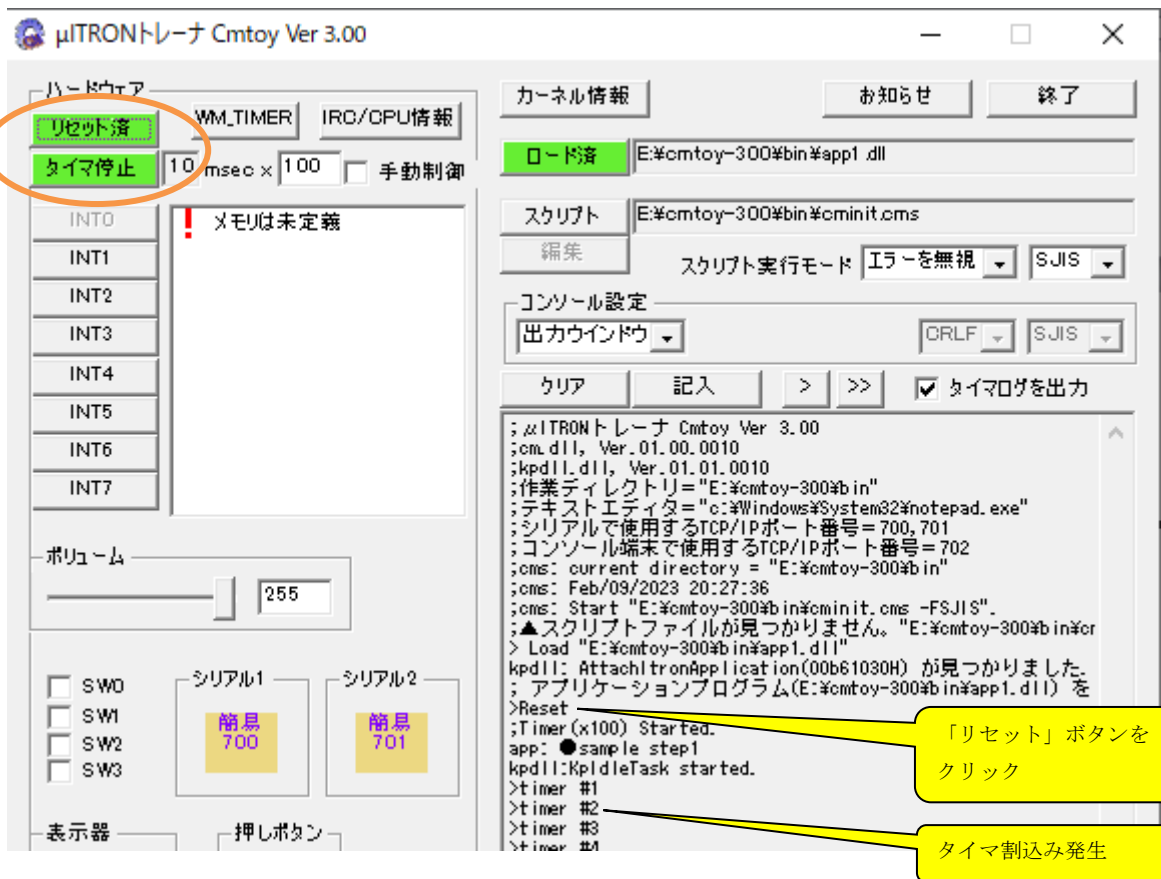 μITRONトレーナ Cmtoy Ver 3.00
ハードウェア
リセット済
WM_TIMER
IRC/CPU情報
タイマ停止
10 msec x 100
手動制御
INT0
INT1
INT2
INT3
INT4
INT5
INT6
INT7
! メモリは未定義
ボリューム
255
SW0
SW1
SW2
SW3
シリアル1
簡易
700
シリアル2
簡易
701
表示器
押しボタン
カーネル情報
お知らせ
終了
ロード済
E:¥cmtoy-300¥bin¥app1.dll
スクリプト
E:¥cmtoy-300¥bin¥cminit.cms
編集
スクリプト実行モード
エラーを無視
SJIS
コンソール設定
出力ウインドウ
CRLF
SJIS
クリア
記入
>
>>
タイマログを出力
;μITRONトレーナ Cmtoy Ver 3.00
;cm.dll, Ver.01.00.0010
;kpdll.dll, Ver.01.01.0010
;作業ディレクトリ="E:¥cmtoy-300¥bin"
;テキストエディタ="c:¥Windows¥System32¥notepad.exe"
;シリアルで使用するTCP/IPポート番号=700,701
;コンソール端末で使用するTCP/IPポート番号=702
;cms: current directory = "E:¥cmtoy-300¥bin"
;cms: Feb/09/2023 20:27:36
;cms: Start "E:¥cmtoy-300¥bin¥cminit.cms -FSJIS".
;▲スクリプトファイルが見つかりません。"E:¥cmtoy-300¥bin¥cr
> Load "E:¥cmtoy-300¥bin¥app1.dll"
kpdll: AttachItronApplication(00b61030H) が見つかりました。
; アプリケーションプログラム(E:¥cmtoy-300¥bin¥app1.dll) を
>Reset
;Timer(x100) Started.
app: ●sample step1
kpdll:KpIdleTask started.
>timer #1
>timer #2
>timer #3
>timer #4
「リセット」ボタンを
クリック
タイマ割込み発生